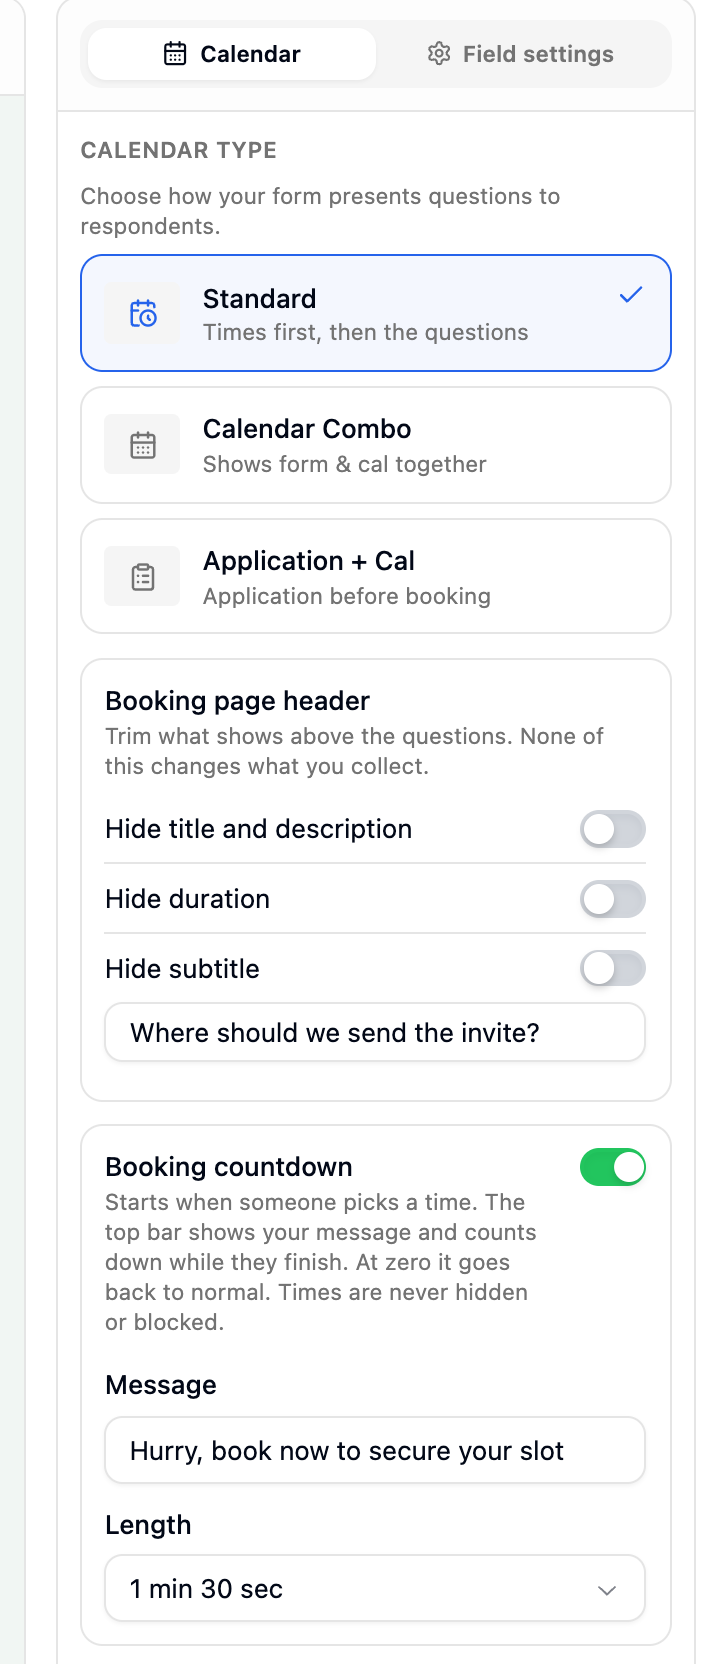 Calendar
Field settings
CALENDAR TYPE
Choose how your form presents questions to
respondents.
Standard
Times first, then the questions
Calendar Combo
Shows form & cal together
Application + Cal
Application before booking
Booking page header
Trim what shows above the questions. None of
this changes what you collect.
Hide title and description
Hide duration
Hide subtitle
Where should we send the invite?
Booking countdown
Starts when someone picks a time. The
top bar shows your message and counts
down while they finish. At zero it goes
back to normal. Times are never hidden
or blocked.
Message
Hurry, book now to secure your slot
Length
1 min 30 sec